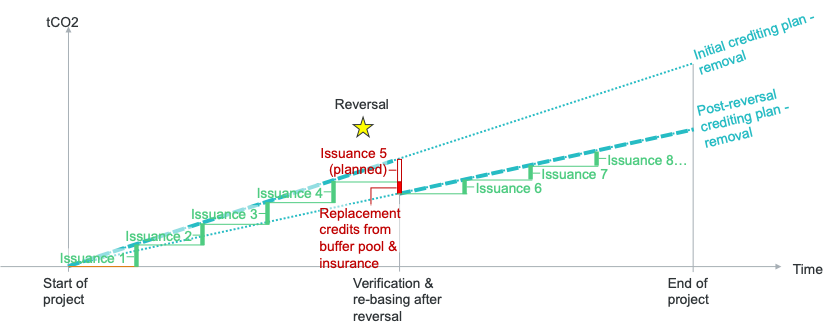 tCO2
Initial crediting plan -
removal
Post-reversal
crediting plan -
removal
Reversal
Issuance 5
(planned)
Issuance 8…
Issuance 7
Issuance 6
Issuance 4
Issuance 3
Issuance 2
Issuance 1
Replacement
credits from
buffer pool &
insurance
Time
Start of
project
Verification &
re-basing after
reversal
End of
project